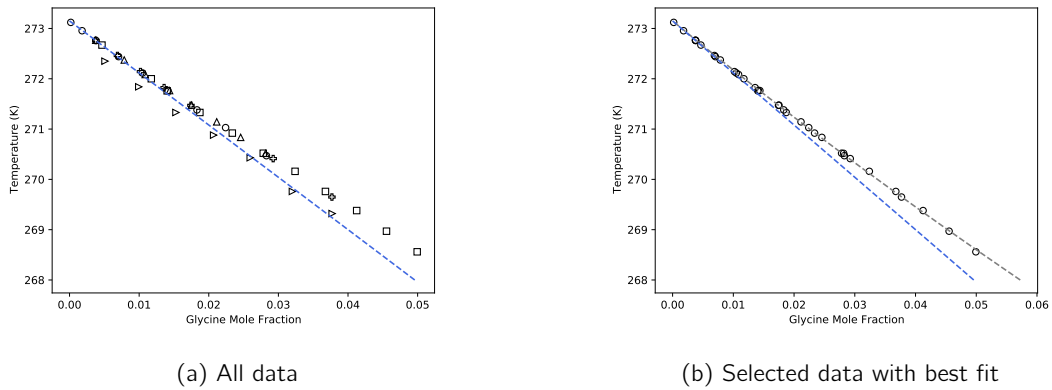 273
272
271
270
269
268
Temperature (K)
0.00 0.01 0.02 0.03 0.04 0.05
Glycine Mole Fraction
(a) All data
273
272
271
270
269
268
Temperature (K)
0.00 0.01 0.02 0.03 0.04 0.05 0.06
Glycine Mole Fraction
(b) Selected data with best fit